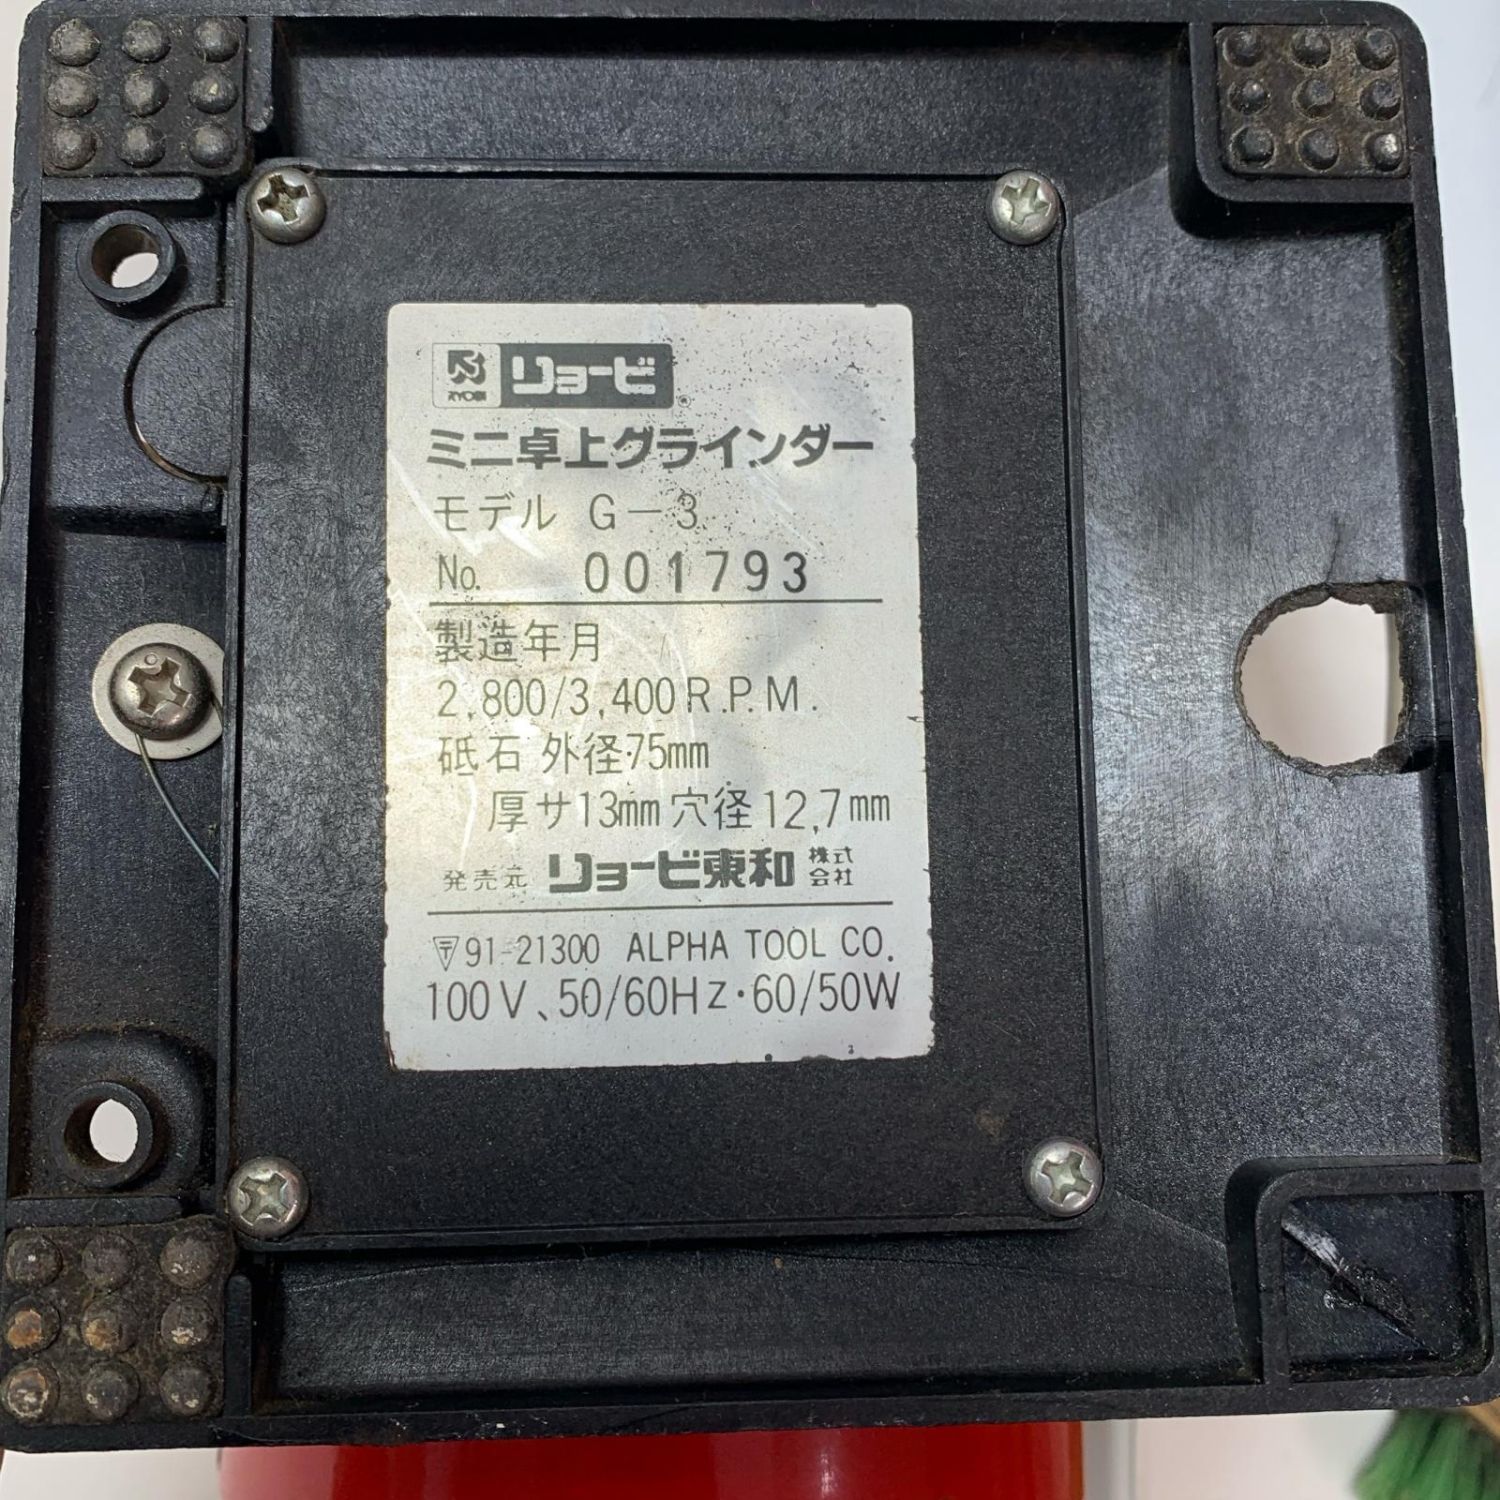 RYOBI リョービ®
ミニ卓上グラインダー
モデル G-3
No. 001793
製造年月
2,800/3,400R.P.M.
砥石 外径75mm
厚サ13mm 穴径12,7mm
発売元 リョービ東和 株式会社
〒91-21300 ALPHA TOOL CO.
100V、50/60Hz・60/50W